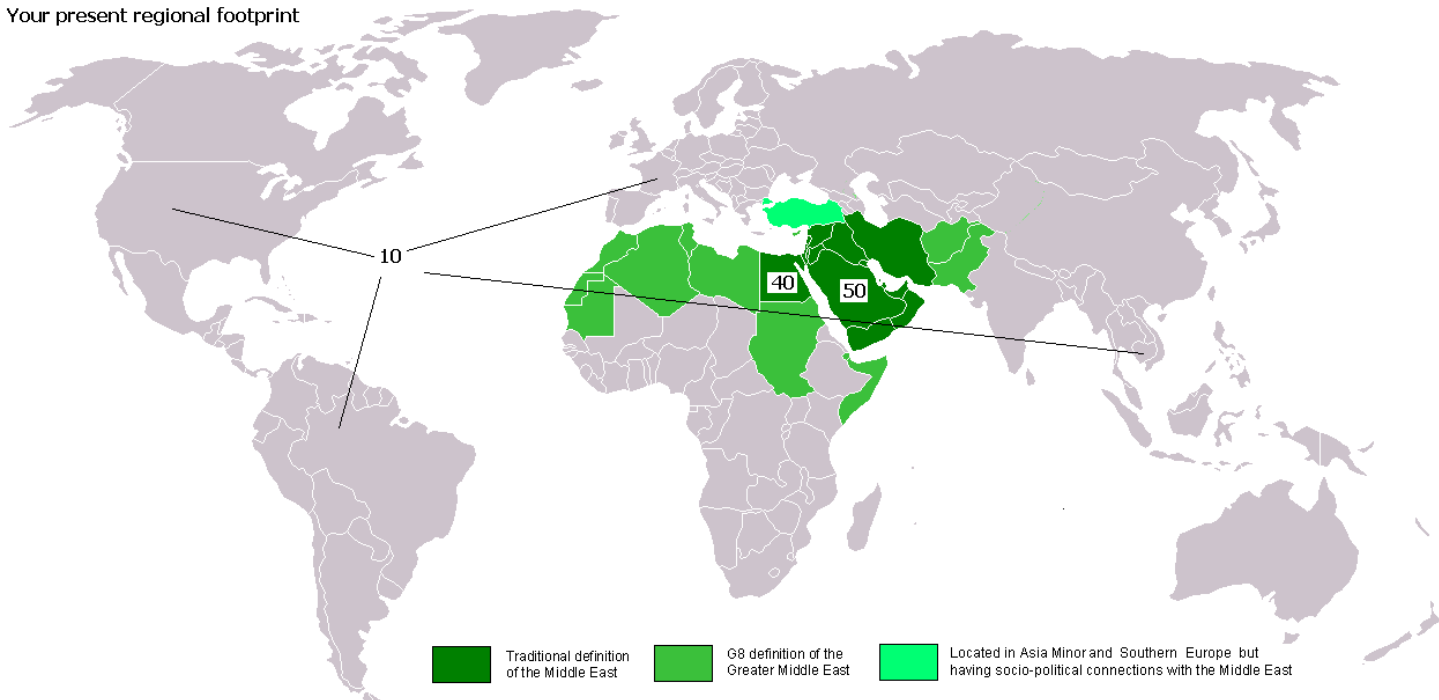 Your present regional footprint
10
40
50
Traditional definition
of the Middle East
G8 definition of the
Greater Middle East
Located in Asia Minor and Southern Europe but
having socio-political connections with the Middle East